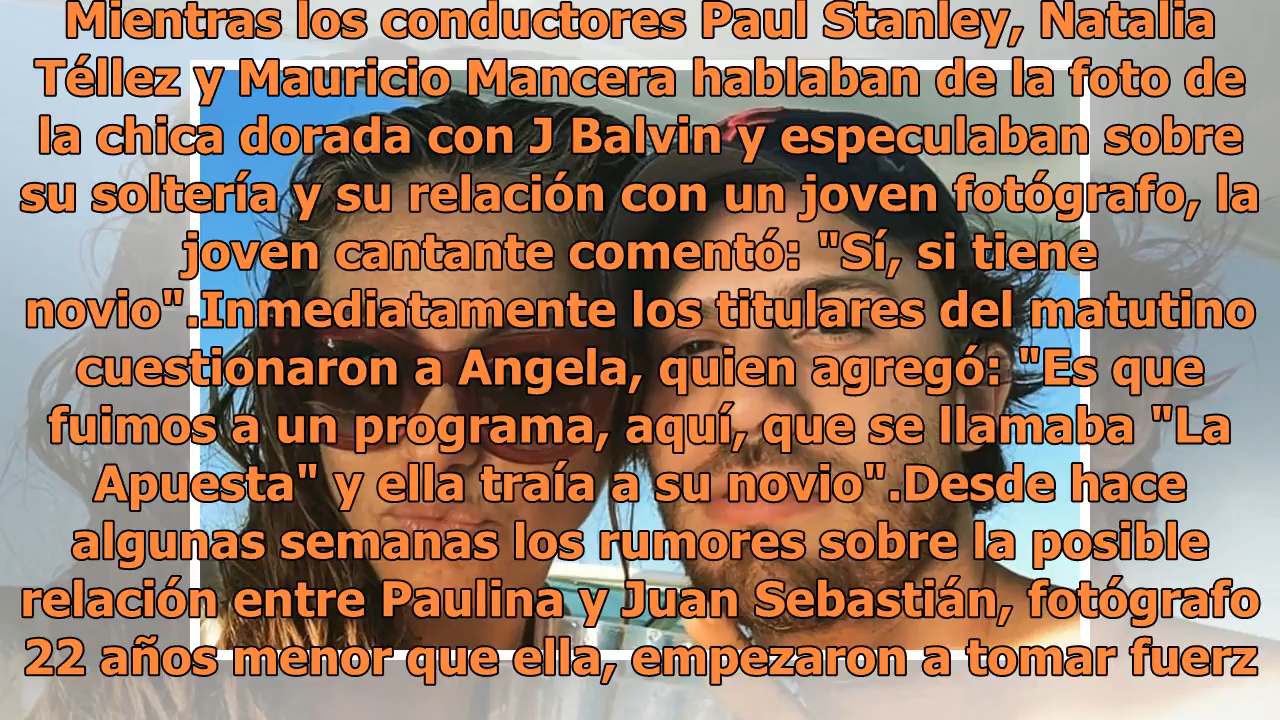 Mientras los conductores Paul Stanley, Natalia
Téllez y Mauricio Mancera hablaban de la foto de
la chica dorada con J Balvin y especulaban sobre
su soltería y su relación con un joven fotógrafo, la
joven cantante comentó: "Sí, si tiene
novio".Inmediatamente los titulares del matutino
cuestionaron a Angela, quien agregó: "Es que
fuimos a un programa, aquí, que se llamaba "La
Apuesta" y ella traía a su novio".Desde hace
algunas semanas los rumores sobre la posible
relación entre Paulina y Juan Sebastián, fotógrafo
22 años menor que ella, empezaron a tomar fuerz